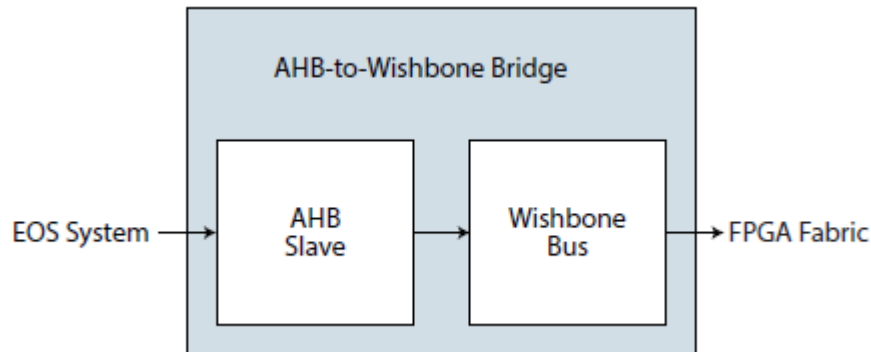 AHB-to-Wishbone Bridge
EOS System
AHB
Slave
Wishbone
Bus
FPGA Fabric